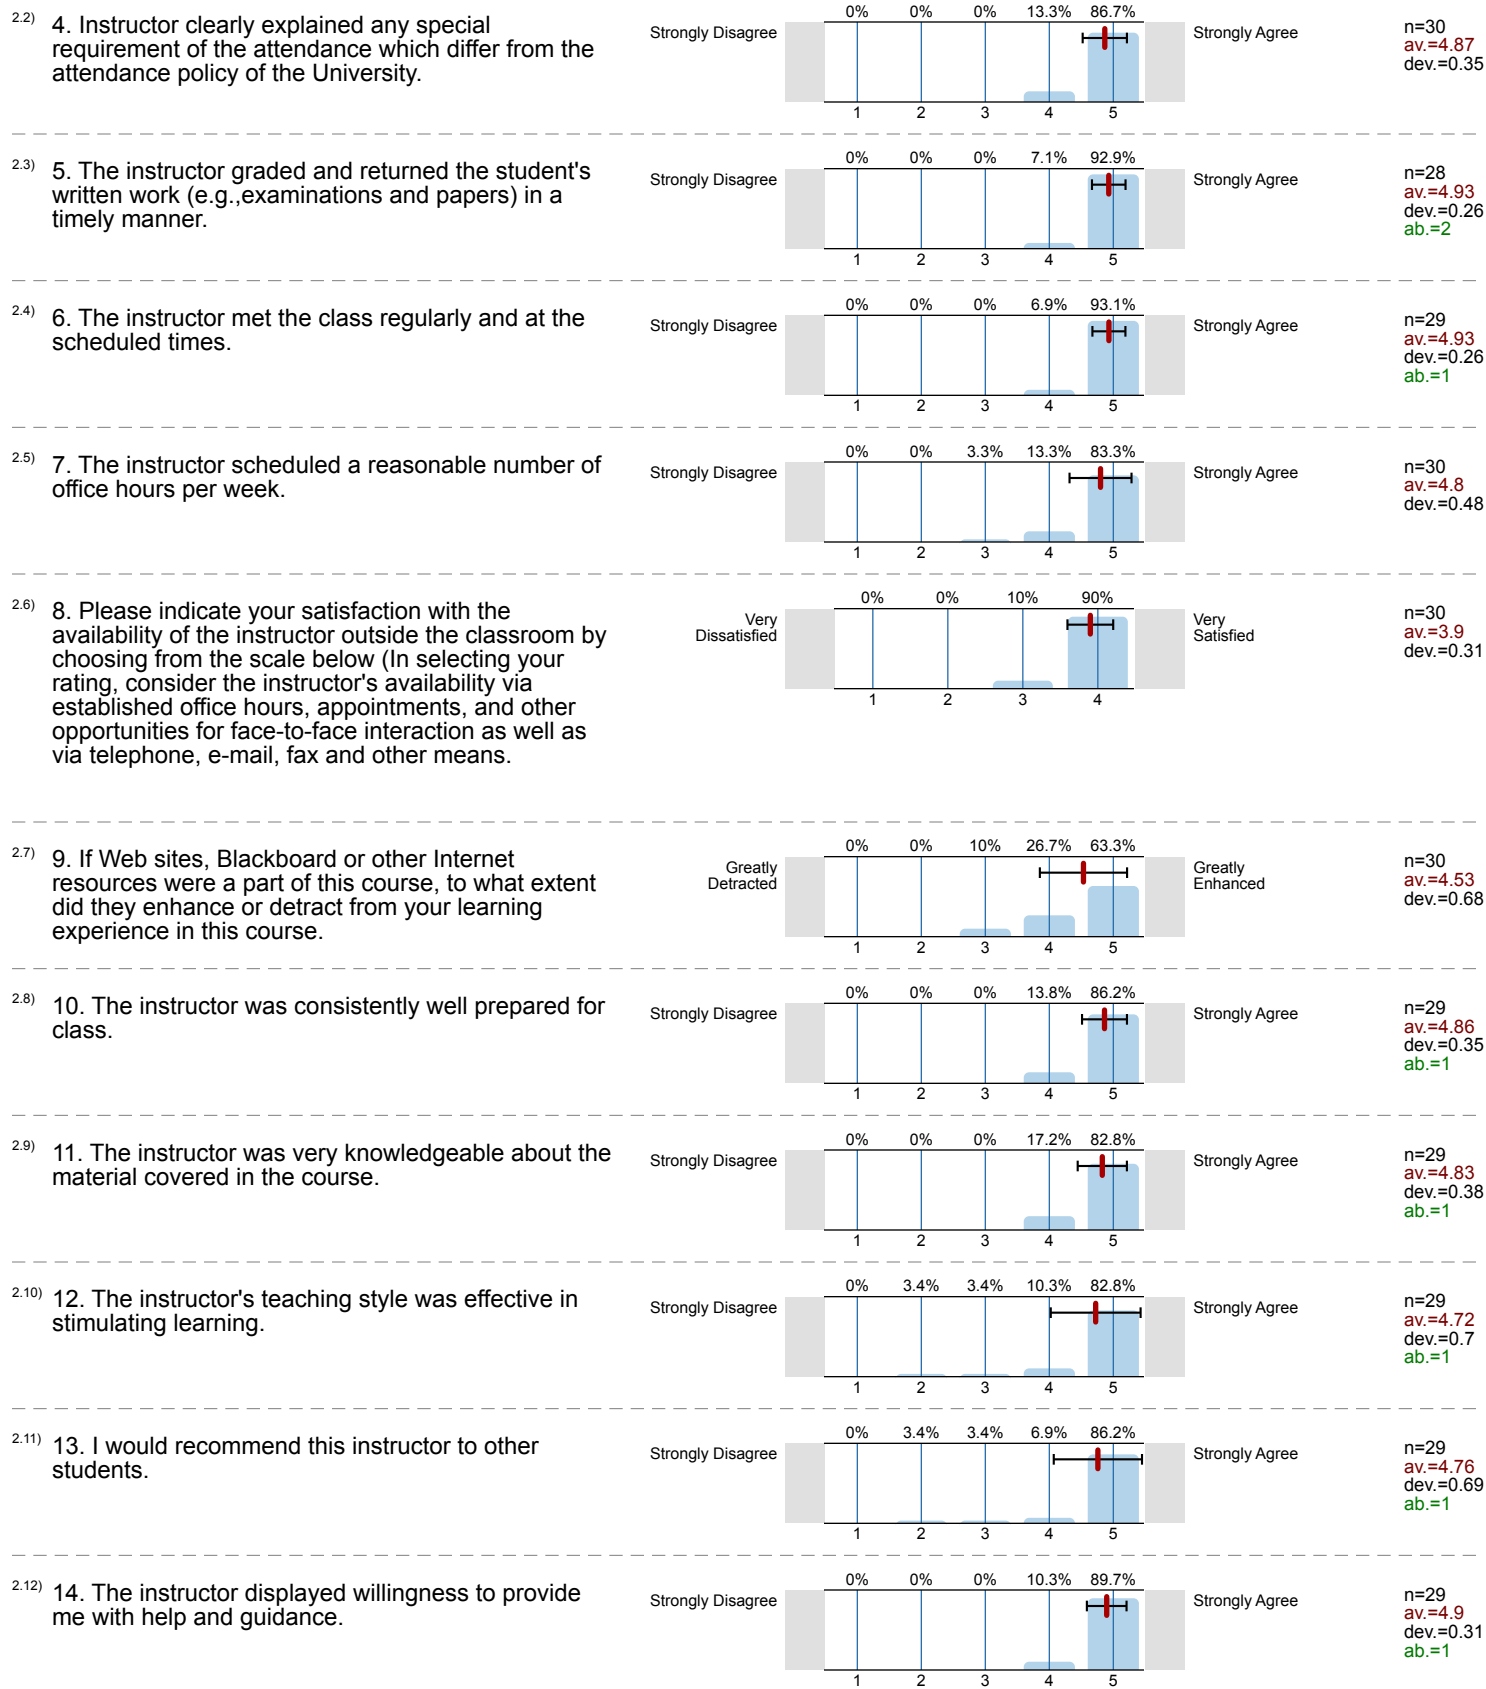 2.2) 4. Instructor clearly explained any special
requirement of the attendance which differ from the
attendance policy of the University.
Strongly Disagree
0% 0% 0% 13.3% 86.7%
1 2 3 4 5
Strongly Agree
n=30
av.=4.87
dev.=0.35
2.3) 5. The instructor graded and returned the student's
written work (e.g.,examinations and papers) in a
timely manner.
Strongly Disagree
0% 0% 0% 7.1% 92.9%
1 2 3 4 5
Strongly Agree
n=28
av.=4.93
dev.=0.26
ab.=2
2.4) 6. The instructor met the class regularly and at the
scheduled times.
Strongly Disagree
0% 0% 0% 6.9% 93.1%
1 2 3 4 5
Strongly Agree
n=29
av.=4.93
dev.=0.26
ab.=1
2.5) 7. The instructor scheduled a reasonable number of
office hours per week.
Strongly Disagree
0% 0% 3.3% 13.3% 83.3%
1 2 3 4 5
Strongly Agree
n=30
av.=4.8
dev.=0.48
2.6) 8. Please indicate your satisfaction with the
availability of the instructor outside the classroom by
choosing from the scale below (In selecting your
rating, consider the instructor's availability via
established office hours, appointments, and other
opportunities for face-to-face interaction as well as
via telephone, e-mail, fax and other means.
Very
Dissatisfied
0% 0% 10% 90%
1 2 3 4
Very
Satisfied
n=30
av.=3.9
dev.=0.31
2.7) 9. If Web sites, Blackboard or other Internet
resources were a part of this course, to what extent
did they enhance or detract from your learning
experience in this course.
Greatly
Detracted
0% 0% 10% 26.7% 63.3%
1 2 3 4 5
Greatly
Enhanced
n=30
av.=4.53
dev.=0.68
2.8) 10. The instructor was consistently well prepared for
class.
Strongly Disagree
0% 0% 0% 13.8% 86.2%
1 2 3 4 5
Strongly Agree
n=29
av.=4.86
dev.=0.35
ab.=1
2.9) 11. The instructor was very knowledgeable about the
material covered in the course.
Strongly Disagree
0% 0% 0% 17.2% 82.8%
1 2 3 4 5
Strongly Agree
n=29
av.=4.83
dev.=0.38
ab.=1
2.10) 12. The instructor's teaching style was effective in
stimulating learning.
Strongly Disagree
0% 3.4% 3.4% 10.3% 82.8%
1 2 3 4 5
Strongly Agree
n=29
av.=4.72
dev.=0.7
ab.=1
2.11) 13. I would recommend this instructor to other
students.
Strongly Disagree
0% 3.4% 3.4% 6.9% 86.2%
1 2 3 4 5
Strongly Agree
n=29
av.=4.76
dev.=0.69
ab.=1
2.12) 14. The instructor displayed willingness to provide
me with help and guidance.
Strongly Disagree
0% 0% 0% 10.3% 89.7%
1 2 3 4 5
Strongly Agree
n=29
av.=4.9
dev.=0.31
ab.=1